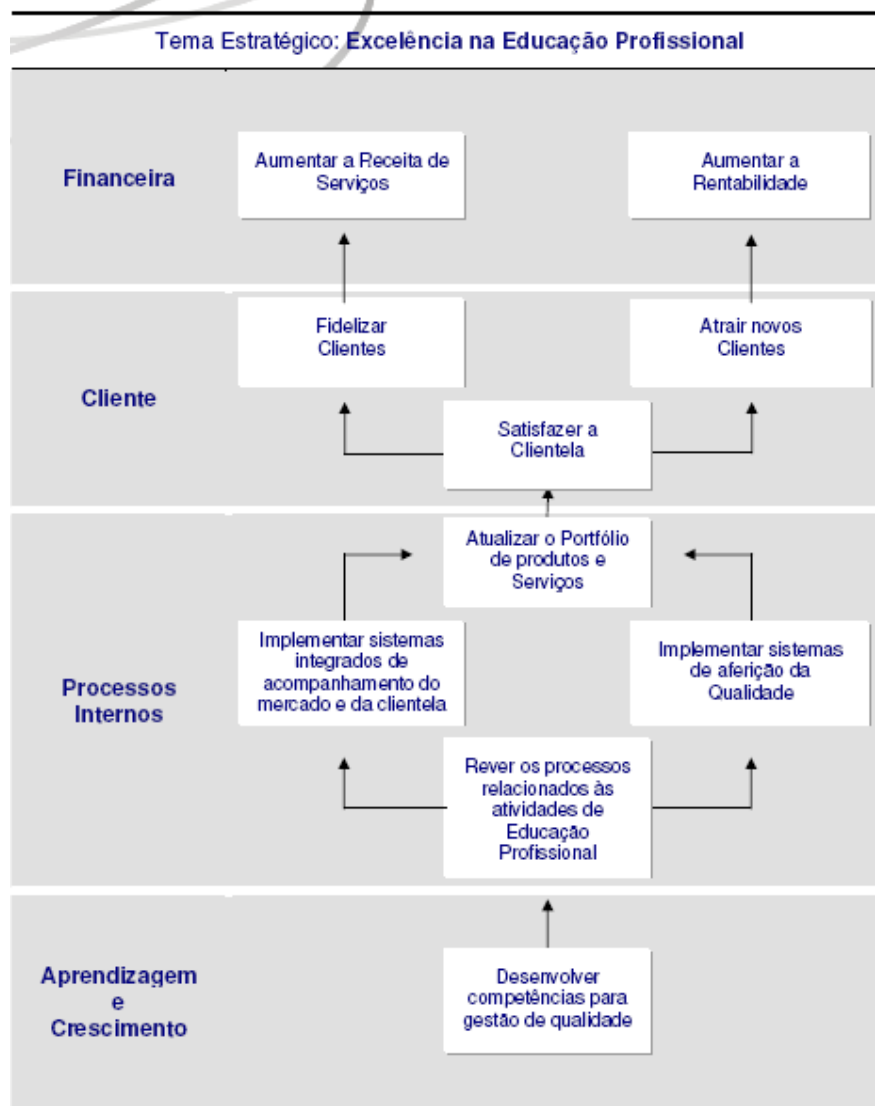 Tema Estratégico: Excelência na Educação Profissional
Financeira
Aumentar a Receita de
Serviços
Aumentar a
Rentabilidade
Cliente
Fidelizar
Clientes
Atrair novos
Clientes
Satisfazer a
Clientela
Processos
Internos
Atualizar o Portfólio
de produtos e
Serviços
Implementar sistemas
integrados de
acompanhamento do
mercado e da clientela
Implementar sistemas
de aferição da
Qualidade
Rever os processos
relacionados às
atividades de
Educação
Profissional
Aprendizagem
e
Crescimento
Desenvolver
competências para
gestão de qualidade